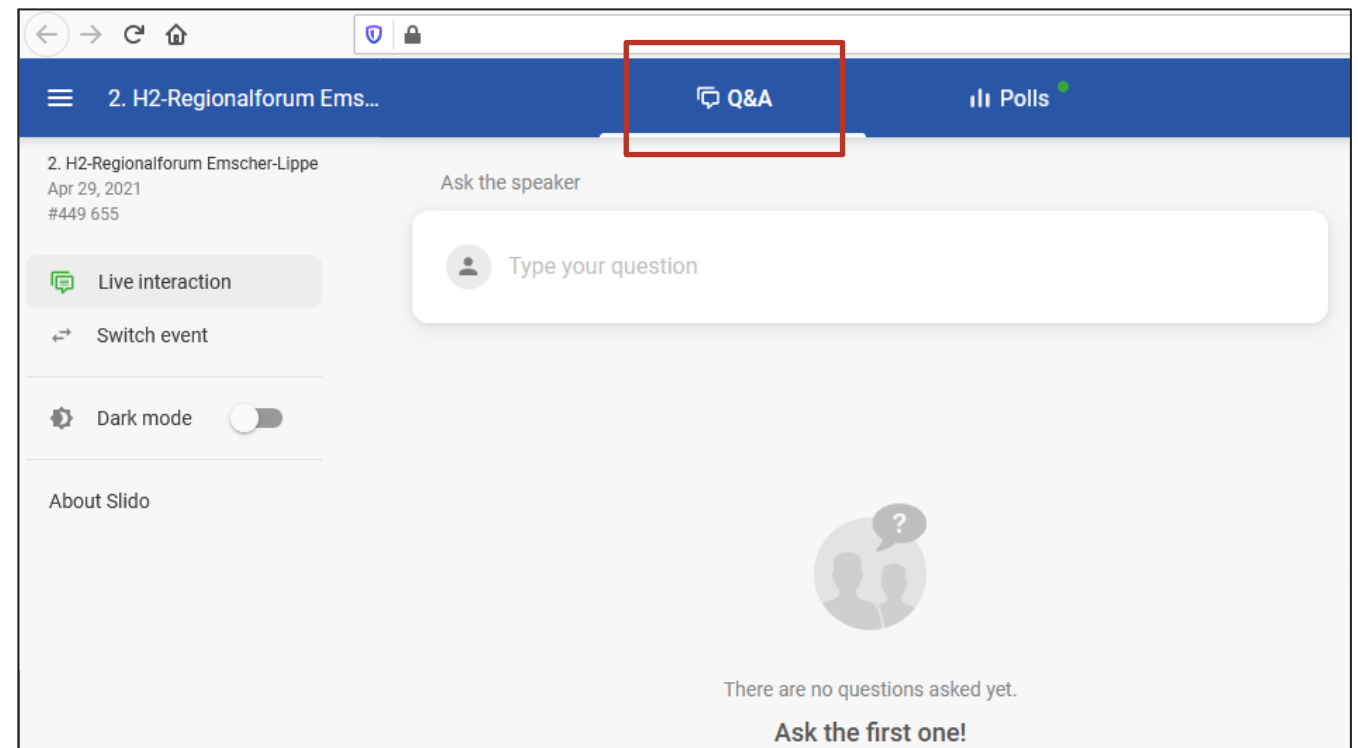 2. H2-Regionalforum Ems...
Q&A
Polls
2. H2-Regionalforum Emscher-Lippe
Apr 29, 2021
#449 655
Live interaction
Switch event
Dark mode
About Slido
Ask the speaker
Type your question
?
There are no questions asked yet.
Ask the first one!